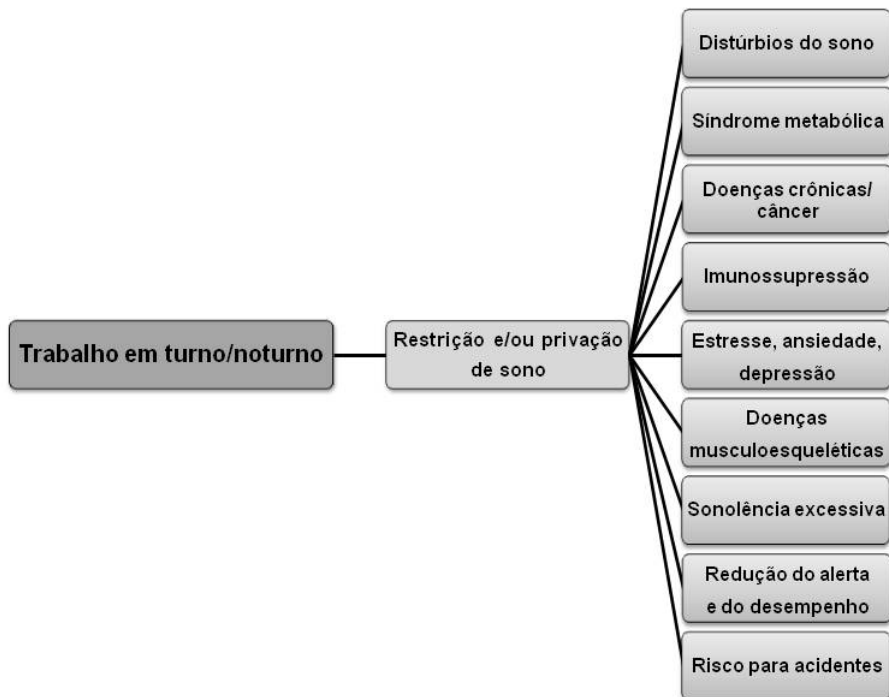 Distúrbios do sono
Síndrome metabólica
Doenças crônicas/
câncer
Imunossupressão
Trabalho em turno/noturno
Restrição e/ou privação
de sono
Estresse, ansiedade,
depressão
Doenças
musculoesqueléticas
Sonolência excessiva
Redução do alerta
e do desempenho
Risco para acidentes